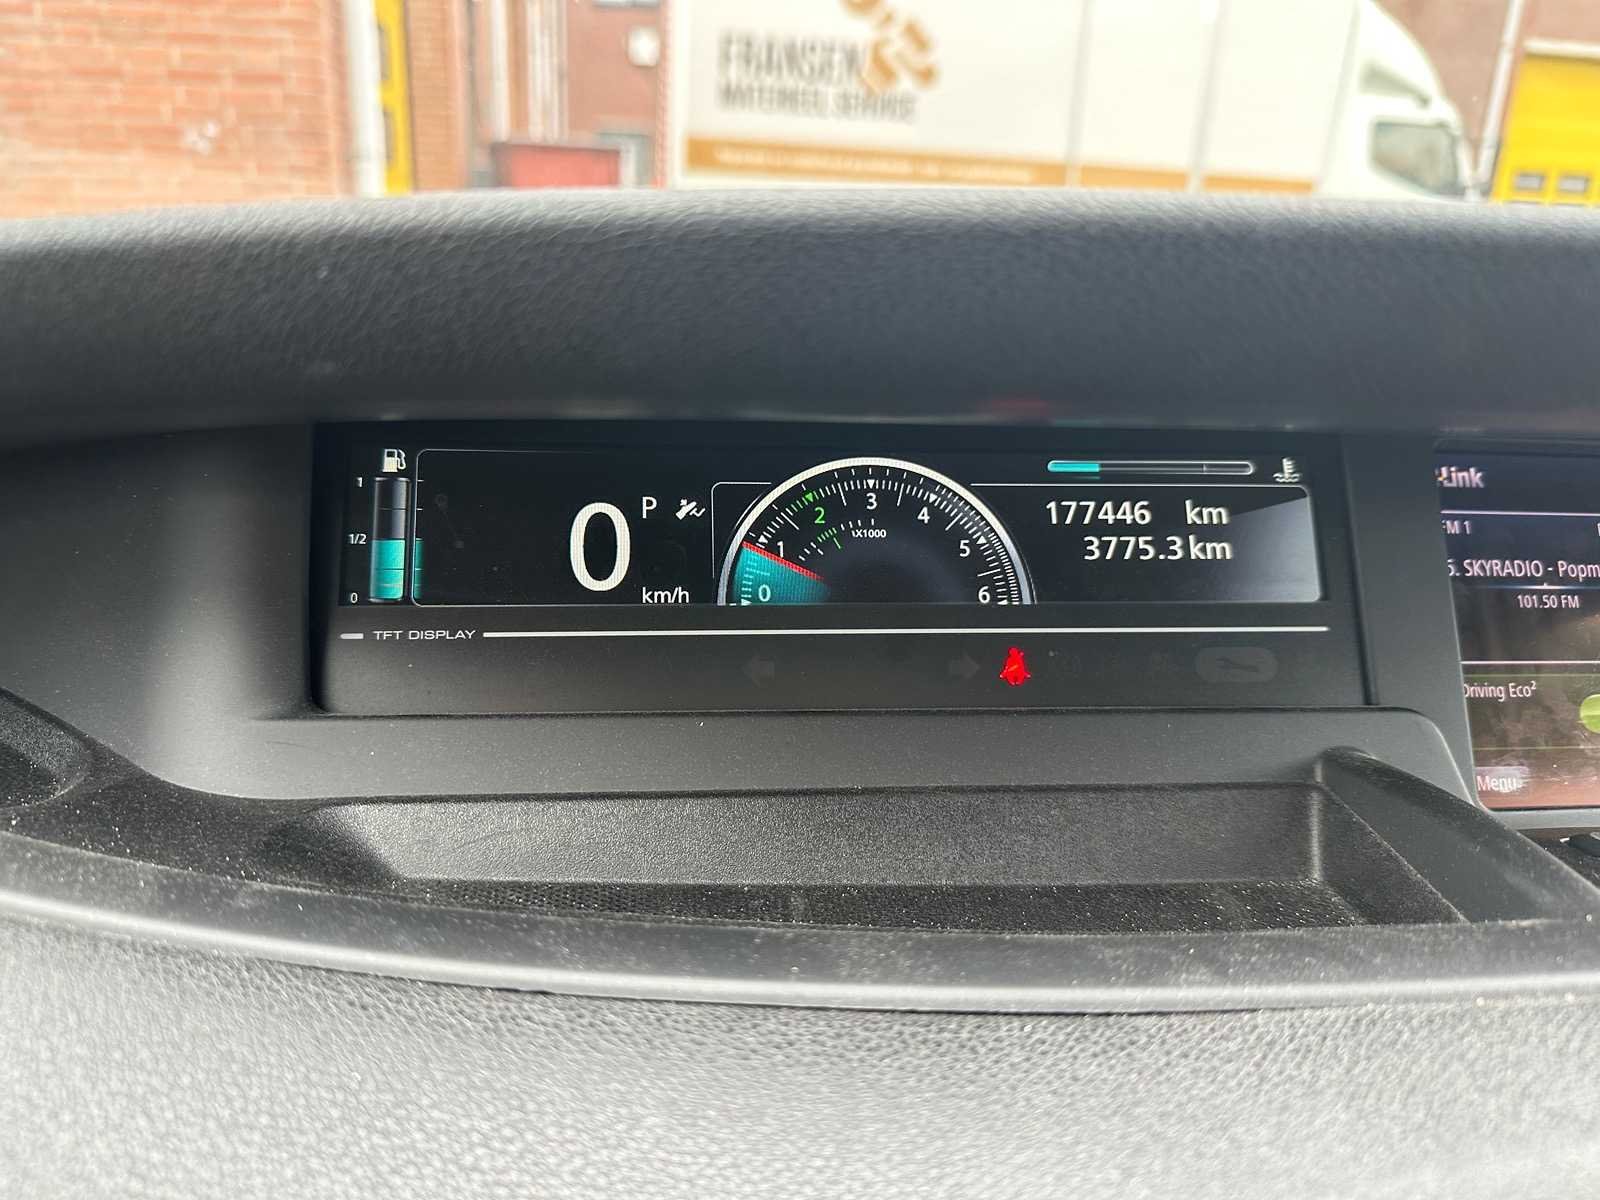 FRANSEN
MATERIEEL SERVICE
1
1/2
0
0
P
km/h
0
1
2
3
4
5
6
1X1000
177446 km
3775.3 km
TFT DISPLAY
Link
FM 1
SKYRADIO - Popm
101.50 FM
Driving Eco²
Menu